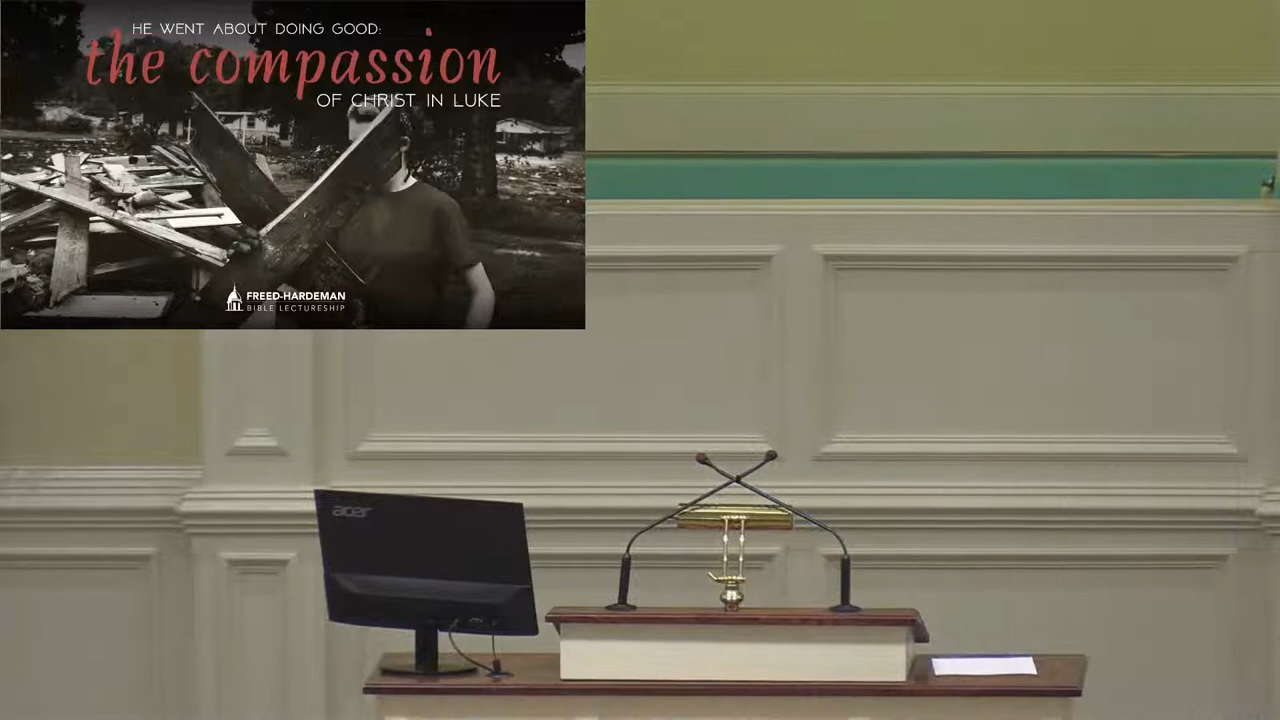 HE WENT ABOUT DOING GOOD:
the compassion
OF CHRIST IN LUKE
FREED-HARDEMAN
BIBLE LECTURESHIP
acer